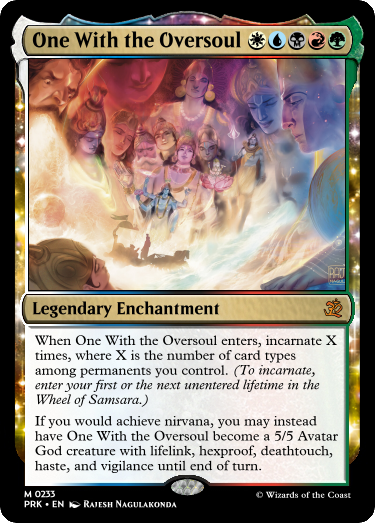 One With the Oversoul
Legendary Enchantment
When One With the Oversoul enters, incarnate X
times, where X is the number of card types
among permanents you control. (To incarnate,
enter your first or the next unentered lifetime in the
Wheel of Samsara.)
If you would achieve nirvana, you may instead
have One With the Oversoul become a 5/5 Avatar
God creature with lifelink, hexproof, deathtouch,
haste, and vigilance until end of turn.
M 0233
PRK • EN Rajesh Nagulakonda
© Wizards of the Coast